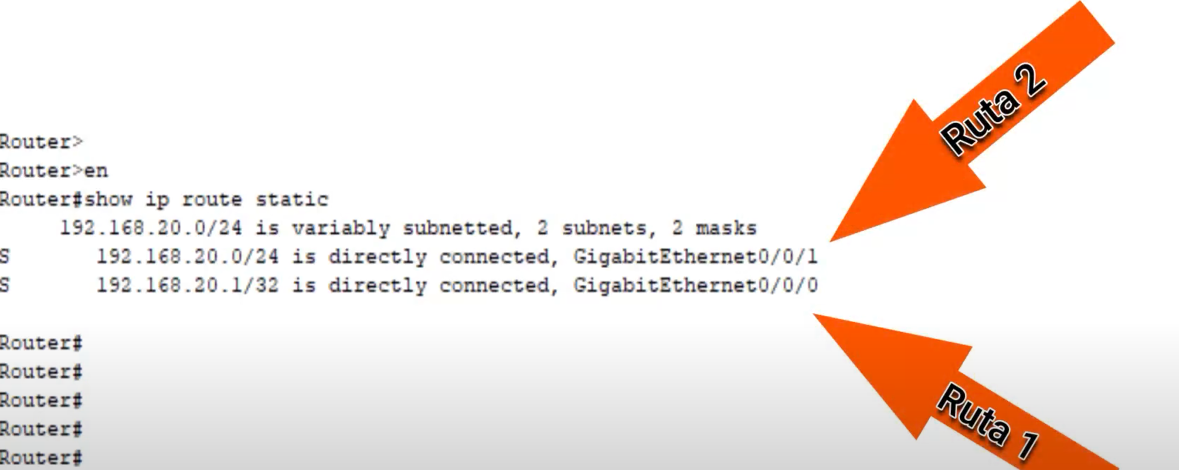 Router>
Router>en
Router#show ip route static
192.168.20.0/24 is variably subnetted, 2 subnets, 2 masks
S 192.168.20.0/24 is directly connected, GigabitEthernet0/0/1
S 192.168.20.1/32 is directly connected, GigabitEthernet0/0/0
Router#
Router#
Router#
Router#
Router#
Ruta 2
Ruta 1